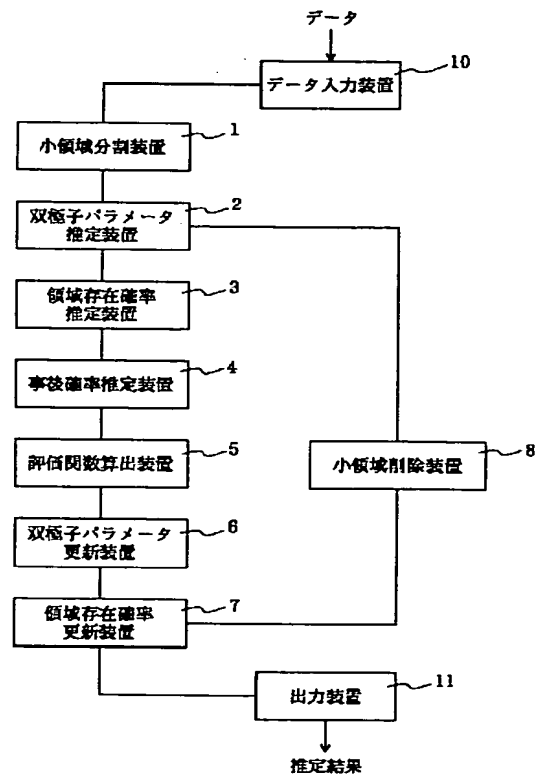 データ
データ入力装置
10
小領域分割装置
1
双極子パラメータ
推定装置
2
領域存在確率
推定装置
3
事後確率推定装置
4
評価関数算出装置
5
小領域削除装置
8
双極子パラメータ
更新装置
6
領域存在確率
更新装置
7
出力装置
11
推定結果